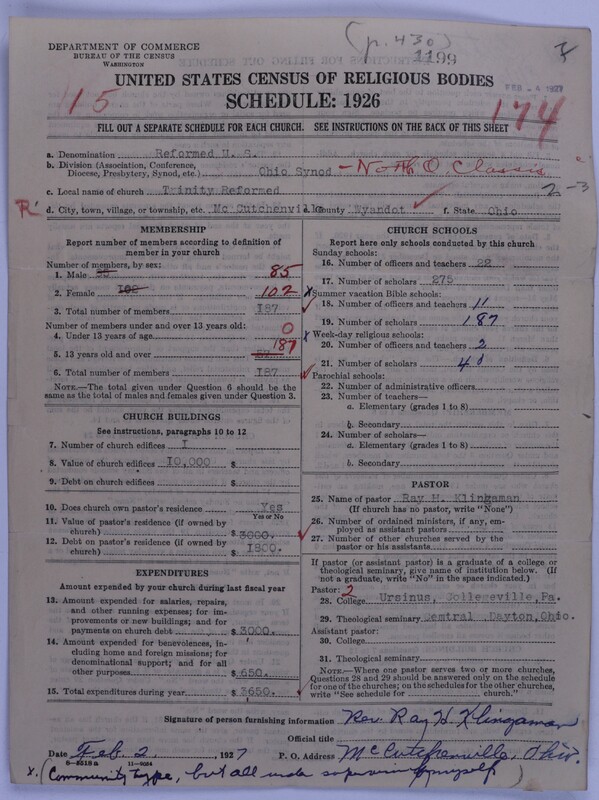 (p. 430)
1199
DEPARTMENT OF COMMERCE
BUREAU OF THE CENSUS
WASHINGTON
FEB - 4 1927
UNITED STATES CENSUS OF RELIGIOUS BODIES
15
SCHEDULE: 1926
174
FILL OUT A SEPARATE SCHEDULE FOR EACH CHURCH. SEE INSTRUCTIONS ON THE BACK OF THIS SHEET
a. Denomination Reformed U. S.
b. Division (Association, Conference, Diocese, Presbytery, Synod, etc.) Ohio Synod - North O. Classis
c. Local name of church Trinity Reformed 2-3
R d. City, town, village, or township, etc. Mc Cutchenville County Wyandot f. State Ohio
MEMBERSHIP
Report number of members according to definition of
member in your church
Number of members, by sex:
1. Male 85
2. Female 102
3. Total number of members 187
Number of members under and over 13 years old:
4. Under 13 years of age 0
5. 13 years old and over 187
6. Total number of members 187
NOTE.—The total given under Question 6 should be
same as the total of males and females given under Question 3.
CHURCH BUILDINGS
See instructions, paragraphs 10 to 12
7. Number of church edifices 1
8. Value of church edifices 10,000 $
9. Debt on church edifices $
10. Does church own pastor's residence Yes
Yes or No
11. Value of pastor's residence (if owned by
church) $ 3000.
12. Debt on pastor's residence (if owned by
church) 1800.
EXPENDITURES
Amount expended by your church during last fiscal year
13. Amount expended for salaries, repairs,
and other running expenses; for im-
provements or new buildings; and for
payments on church debt $ 3000.
14. Amount expended for benevolences, in-
cluding home and foreign missions; for
denominational support; and for all
other purposes $ 650.
15. Total expenditures during year $ 3650.
CHURCH SCHOOLS
Report here only schools conducted by this church
Sunday schools:
16. Number of officers and teachers 22
17. Number of scholars 275
x Summer vacation Bible schools:
18. Number of officers and teachers 11
19. Number of scholars 187
x Week-day religious schools:
20. Number of officers and teachers 2
21. Number of scholars
Parochial schools:
22. Number of administrative officers
23. Number of teachers—
a. Elementary (grades 1 to 8)
b. Secondary
24. Number of scholars—
a. Elementary (grades 1 to 8)
b. Secondary
PASTOR
25. Name of pastor Ray H. Klingaman
(If church has no pastor, write "None")
26. Number of ordained ministers, if any, em-
ployed as assistant pastors
27. Number of other churches served by the
pastor or his assistants
If pastor (or assistant pastor) is a graduate of a college or
theological seminary, give name of institution below. (If
not a graduate, write "No" in the space indicated.)
Pastor: 2
28. College Ursinus, Collegeville, Pa.
29. Theological seminary Central Dayton, Ohio.
Assistant pastor:
30. College
31. Theological seminary
NOTE.—Where one pastor serves two or more churches,
Questions 28 and 29 should be answered only on the schedule
for one of the churches; on the schedules for the other churches,
write "See schedule for church."
Signature of person furnishing information Rev. Ray H. Klingaman
Official title
Date Feb. 2, 1927 P. O. Address McCutchenville, Ohio.
8-5518a 11-9034
x. (Community type, but all under supervision of myself)